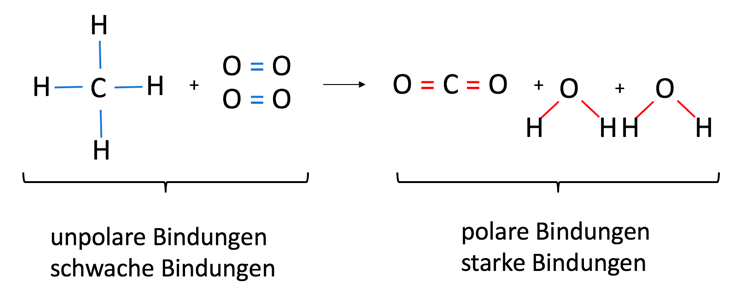 H
H — C — H + O = O
O = O
H
O = C = O + O + O
H H H H
unpolare Bindungen
schwache Bindungen
polare Bindungen
starke Bindungen